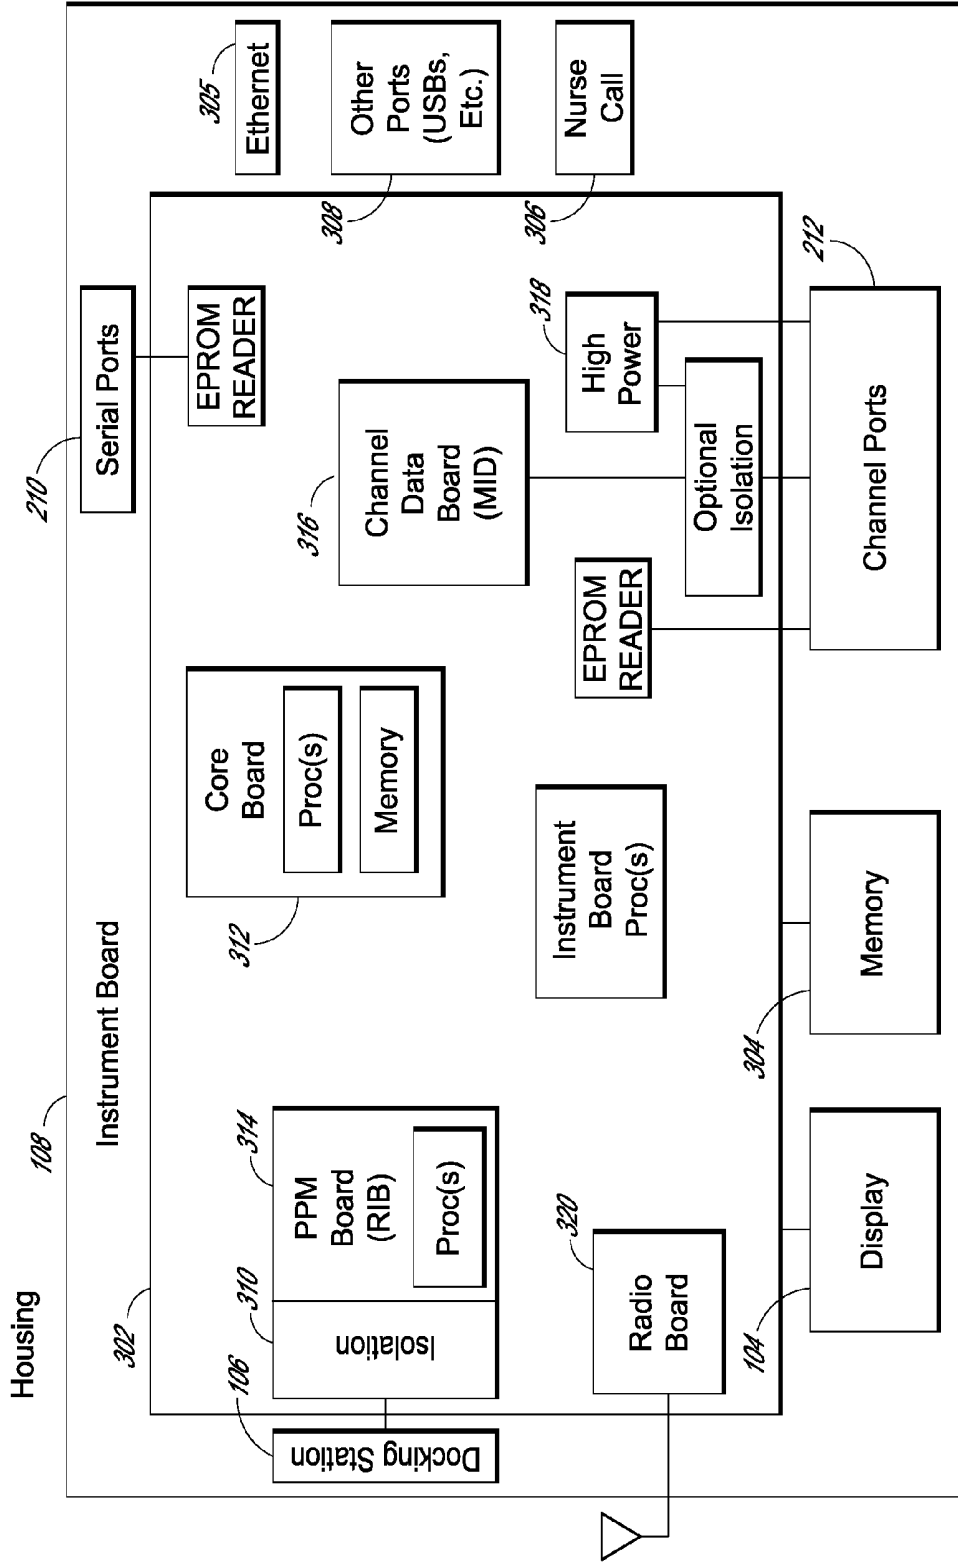 Housing
108
302
Instrument Board
106
Docking Station
310
Isolation
314
PPM
Board
(RIB)
Proc(s)
312
Core
Board
Proc(s)
Memory
210
Serial Ports
EPROM
READER
316
Channel
Data
Board
(MID)
305
Ethernet
308
Other
Ports
(USBs,
Etc.)
306
Nurse
Call
320
Radio
Board
Instrument
Board
Proc(s)
EPROM
READER
318
High
Power
Optional
Isolation
104
Display
304
Memory
212
Channel Ports